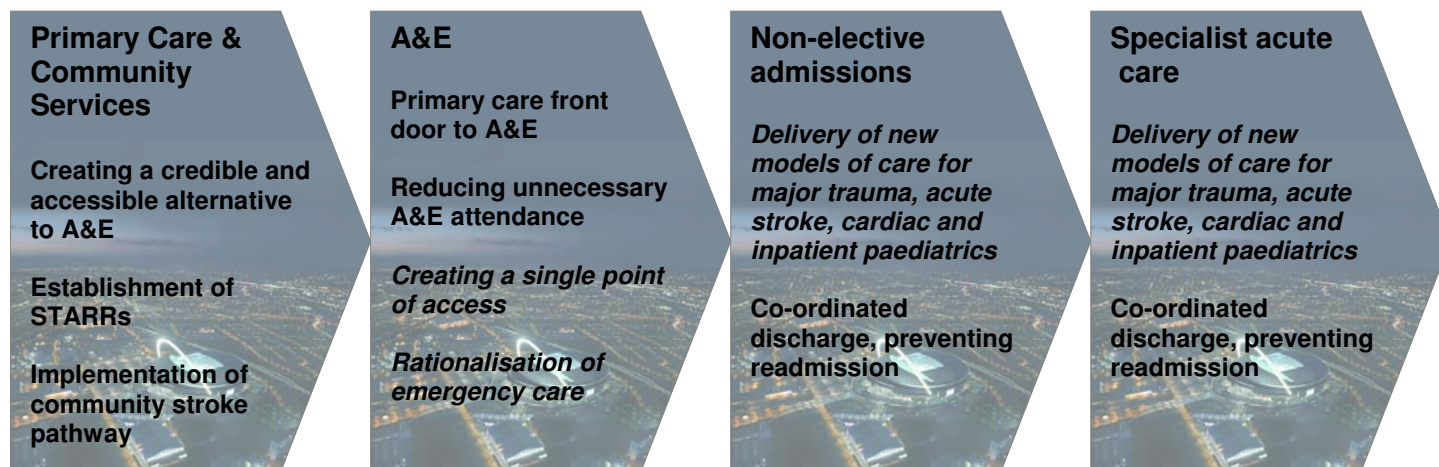 Primary Care &
Community
Services
Creating a credible and
accessible alternative
to A&E
Establishment of
STARRs
Implementation of
community stroke
pathway
A&E
Primary care front
door to A&E
Reducing unnecessary
A&E attendance
Creating a single point
of access
Rationalisation of
emergency care
Non-elective
admissions
Delivery of new
models of care for
major trauma, acute
stroke, cardiac and
inpatient paediatrics
Co-ordinated
discharge, preventing
readmission
Specialist acute
care
Delivery of new
models of care for
major trauma, acute
stroke, cardiac and
inpatient paediatrics
Co-ordinated
discharge, preventing
readmission